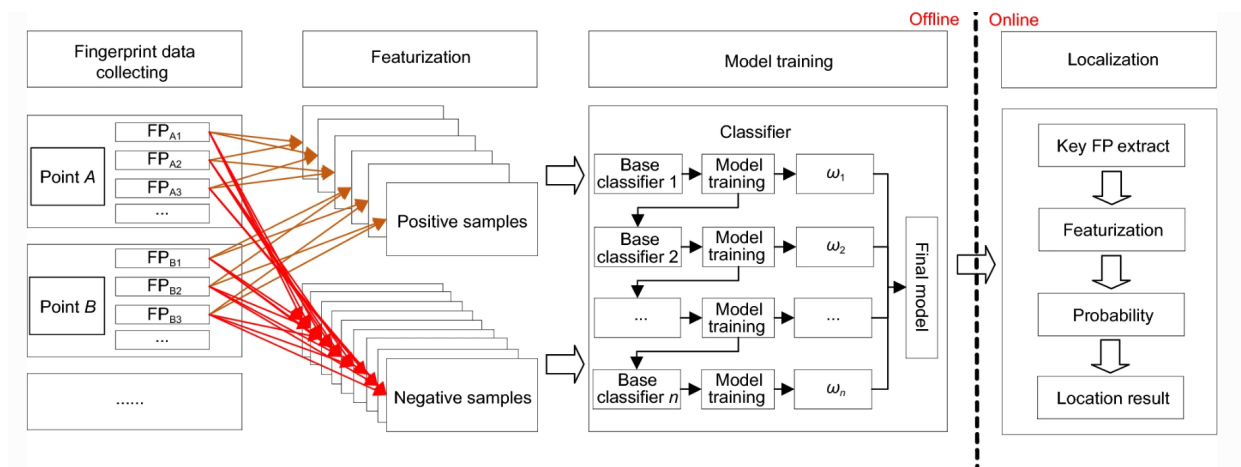 Offline
Online
Fingerprint data
collecting
Featurization
Model training
Localization
Point A
FPA1
FPA2
FPA3
...
Point B
FPB1
FPB2
FPB3
...
......
Positive samples
Negative samples
Classifier
Base
classifier 1
Model
training
ω1
Base
classifier 2
Model
training
ω2
...
Model
training
...
Base
classifier n
Model
training
ωn
Final model
Key FP extract
Featurization
Probability
Location result